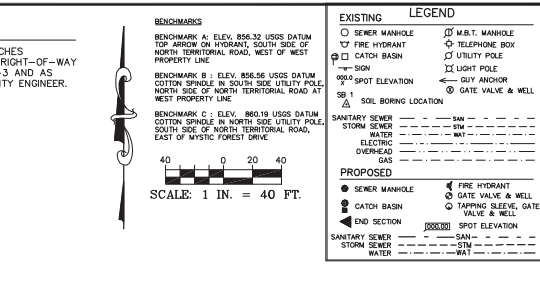 CHES
RIGHT-OF-WAY
-3 AND AS
ITY ENGINEER.
BENCHMARKS
BENCHMARK A: ELEV. 856.32 USGS DATUM
TOP ARROW ON HYDRANT, SOUTH SIDE OF
NORTH TERRITORIAL ROAD, WEST OF WEST
PROPERTY LINE
BENCHMARK B : ELEV. 856.56 USGS DATUM
COTTON SPINDLE IN SOUTH SIDE UTILITY POLE,
NORTH SIDE OF NORTH TERRITORIAL ROAD AT
WEST PROPERTY LINE
BENCHMARK C : ELEV. 860.19 USGS DATUM
COTTON SPINDLE IN NORTH SIDE UTILITY POLE,
SOUTH SIDE OF NORTH TERRITORIAL ROAD,
EAST OF MYSTIC FOREST DRIVE
40 0 20 40
SCALE: 1 IN. = 40 FT.
LEGEND
EXISTING
SEWER MANHOLE
FIRE HYDRANT
CATCH BASIN
SIGN
000.0 X SPOT ELEVATION
SB 1
SOIL BORING LOCATION
M.B.T. MANHOLE
TELEPHONE BOX
UTILITY POLE
LIGHT POLE
GUY ANCHOR
GATE VALVE & WELL
SANITARY SEWER SAN
STORM SEWER STM
WATER WAT
ELECTRIC
OVERHEAD
GAS
PROPOSED
SEWER MANHOLE
CATCH BASIN
END SECTION
FIRE HYDRANT
GATE VALVE & WELL
TAPPING SLEEVE, GATE
VALVE & WELL
000.00 SPOT ELEVATION
SANITARY SEWER SAN
STORM SEWER STM
WATER WAT